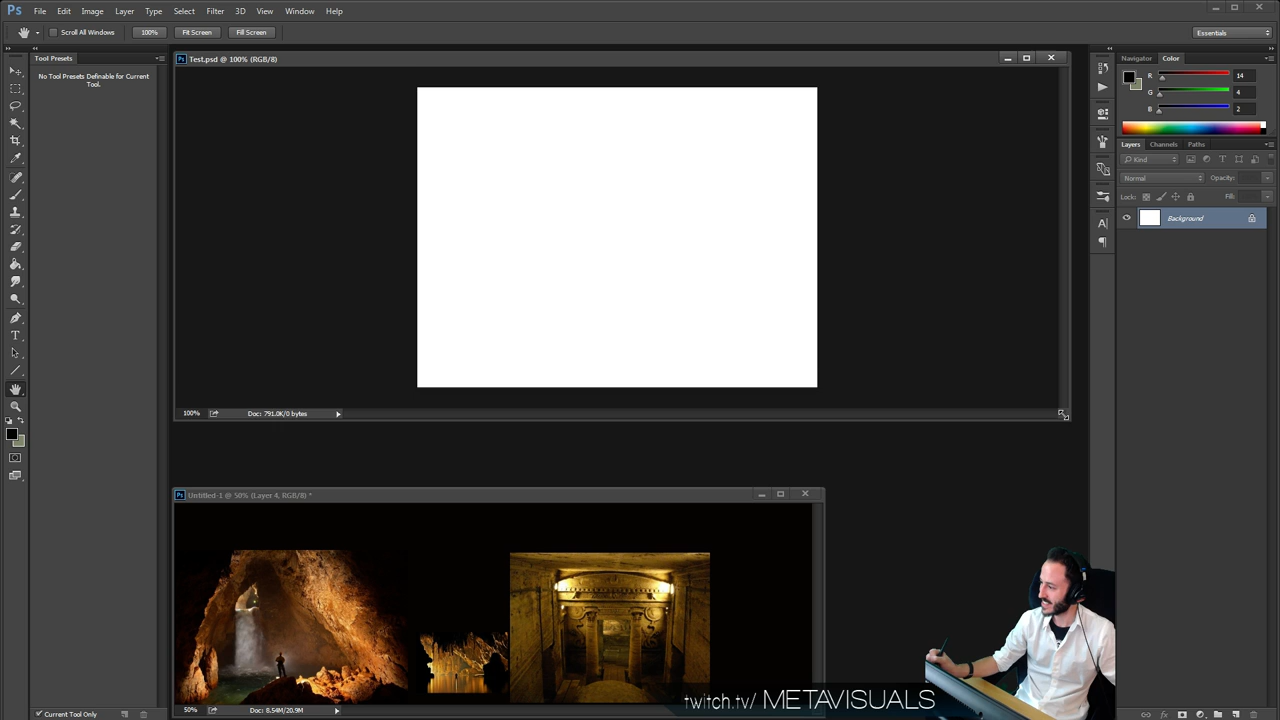 Ps File Edit Image Layer Type Select Filter 3D View Window Help
Scroll All Windows 100% Fit Screen Fill Screen Essentials
Tool Presets
No Tool Presets Definable for Current
Tool.
Ps Test.psd @ 100% (RGB/8)
Navigator Color
R 14
G 4
B 2
Layers Channels Paths
Kind
Normal Opacity:
Lock: Fill:
Background
100% Doc: 791.0K/0 bytes
Ps Untitled-1 @ 50% (Layer 4, RGB/8) *
50% Doc: 8.54M/20.9M
Current Tool Only
twitch.tv/ METAVISUALS